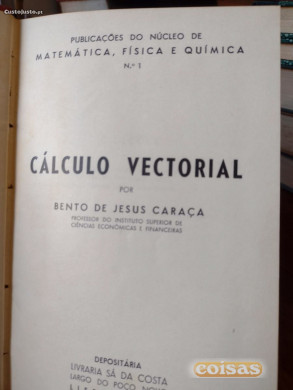 CustoJusto.pt
PUBLICAÇÕES DO NÚCLEO DE
MATEMÁTICA, FÍSICA E QUÍMICA
N.º 1
CÁLCULO VECTORIAL
POR
BENTO DE JESUS CARAÇA
PROFESSOR DO INSTITUTO SUPERIOR DE
CIÊNCIAS ECONÓMICAS E FINANCEIRAS
DEPOSITÁRIA
LIVRARIA SÁ DA COSTA
LARGO DO POÇO NOVO
coisas